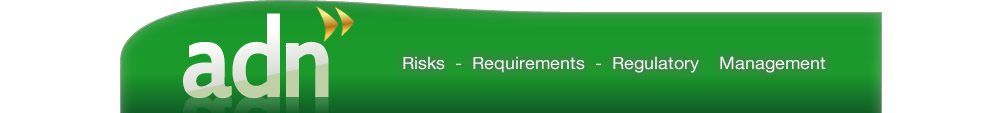 adn
Risks - Requirements - Regulatory Management